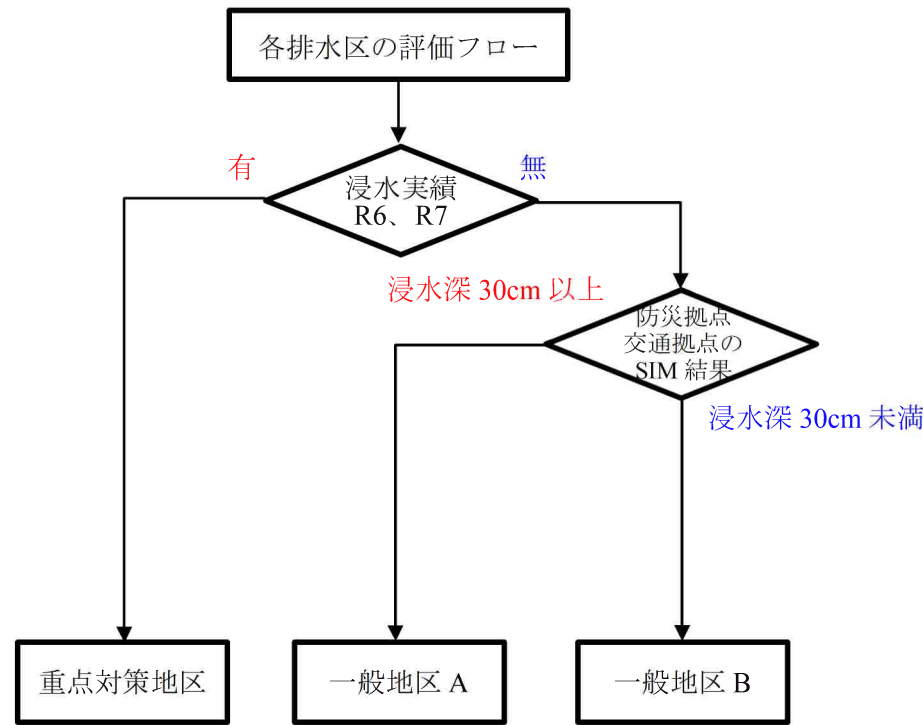 各排水区の評価フロー
有
無
浸水実績
R6、R7
浸水深 30cm 以上
防災拠点
交通拠点の
SIM 結果
浸水深 30cm 未満
重点対策地区
一般地区 A
一般地区 B